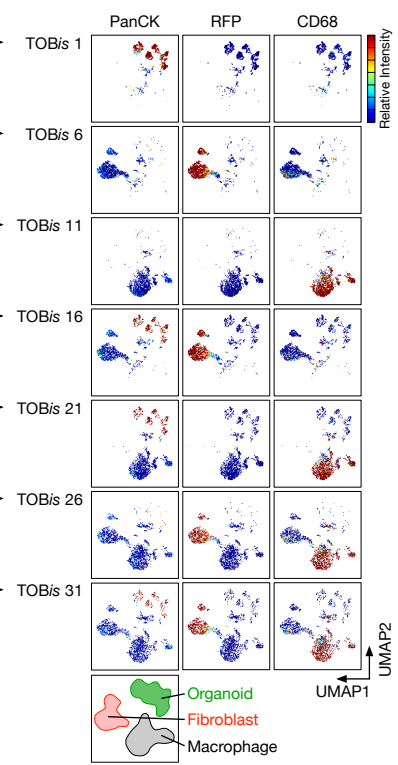 PanCK RFP CD68
TOBis 1
Relative Intensity
TOBis 6
TOBis 11
TOBis 16
TOBis 21
TOBis 26
TOBis 31
UMAP2
UMAP1
Organoid
Fibroblast
Macrophage